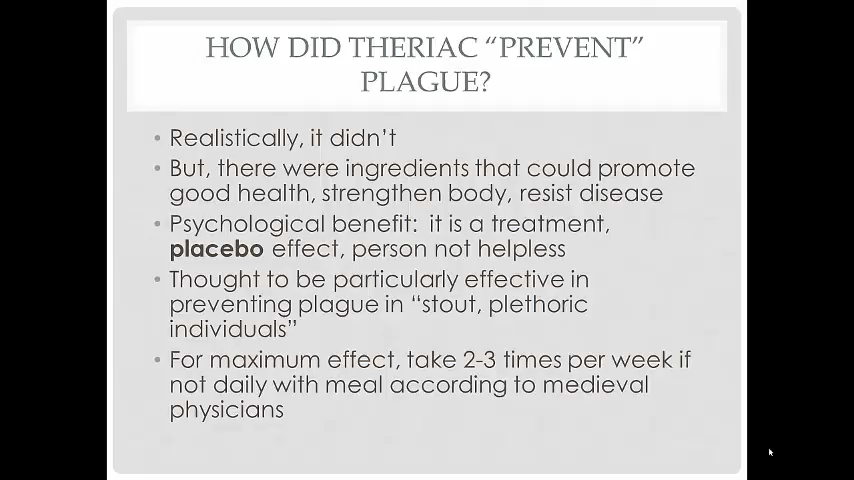 HOW DID THERIAC “PREVENT”
PLAGUE?
• Realistically, it didn’t
• But, there were ingredients that could promote
good health, strengthen body, resist disease
• Psychological benefit:  it is a treatment,
placebo effect, person not helpless
• Thought to be particularly effective in
preventing plague in “stout, plethoric
individuals”
• For maximum effect, take 2-3 times per week if
not daily with meal according to medieval
physicians